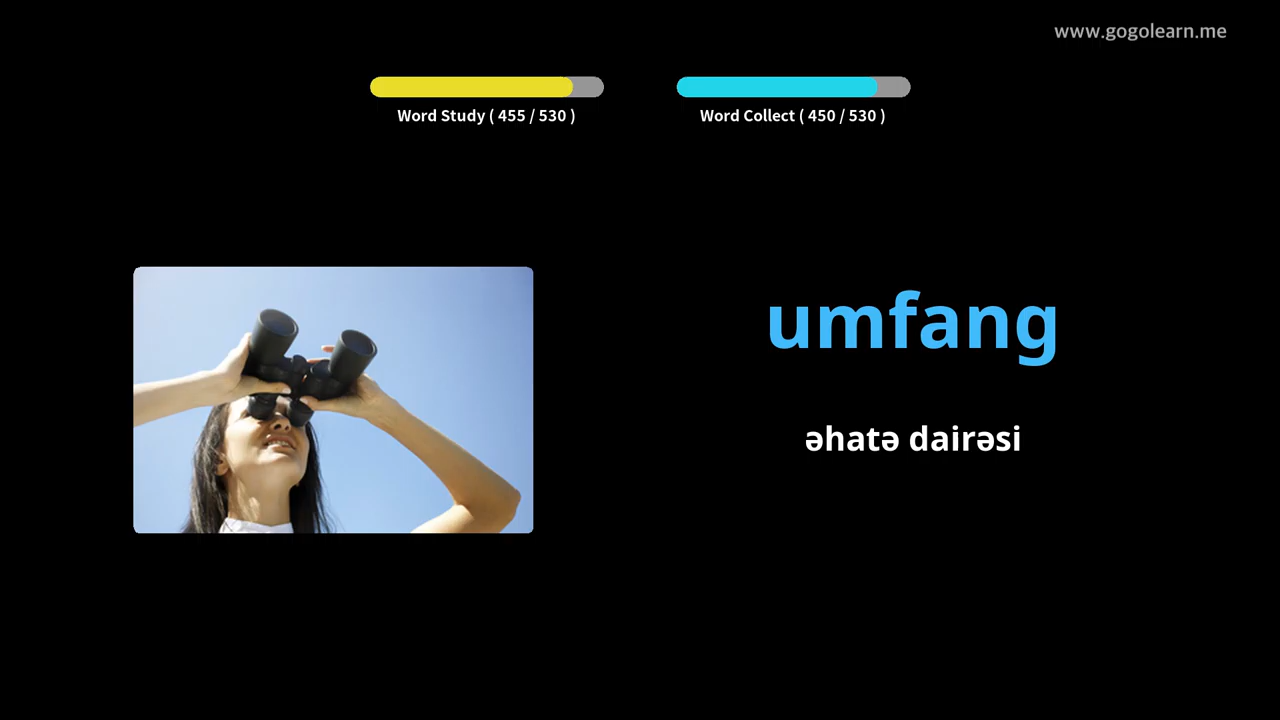 www.gogolearn.me
Word Study ( 455 / 530 )
Word Collect ( 450 / 530 )
umfang
əhatə dairəsi